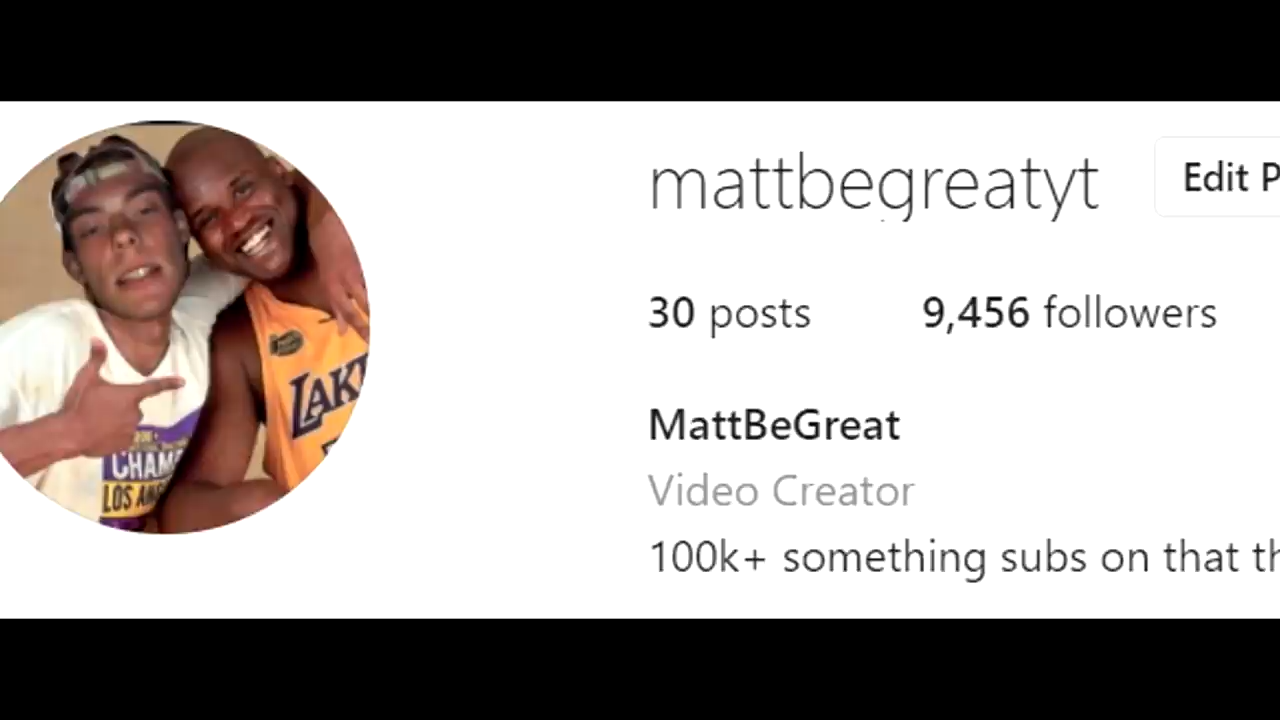 mattbegreatyt
Edit P
30 posts 9,456 followers
MattBeGreat
Video Creator
100k+ something subs on that th
LAK
CHAM
LOS AN